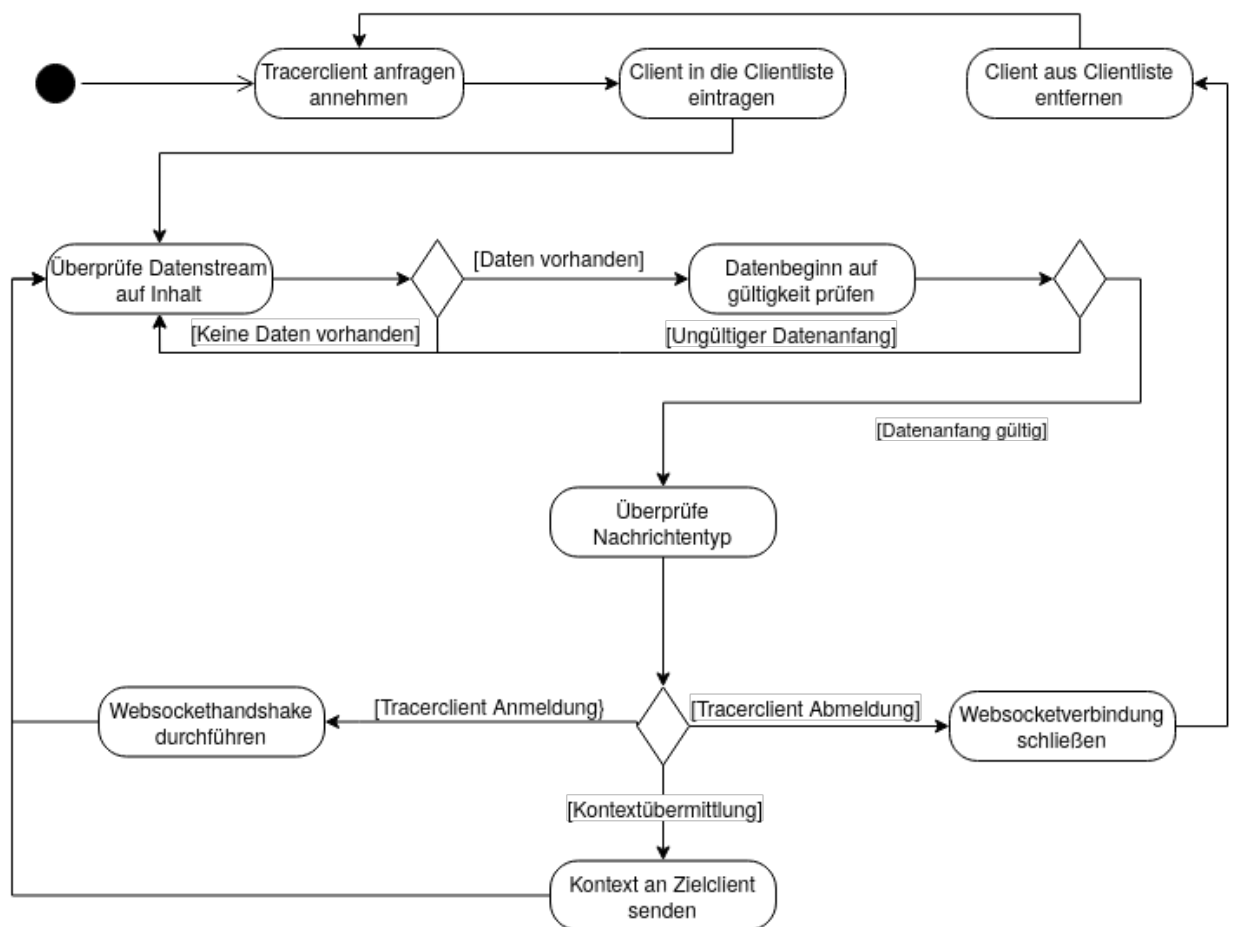 Tracerclient anfragen
annehmen
Client in die Clientliste
eintragen
Client aus Clientliste
entfernen
Überprüfe Datenstream
auf Inhalt
[Daten vorhanden]
Datenbeginn auf
gültigkeit prüfen
[Keine Daten vorhanden]
[Ungültiger Datenanfang]
[Datenanfang gültig]
Überprüfe
Nachrichtentyp
Websockethandshake
durchführen
[Tracerclient Anmeldung}
[Tracerclient Abmeldung]
Websocketverbindung
schließen
[Kontextübermittlung]
Kontext an Zielclient
senden